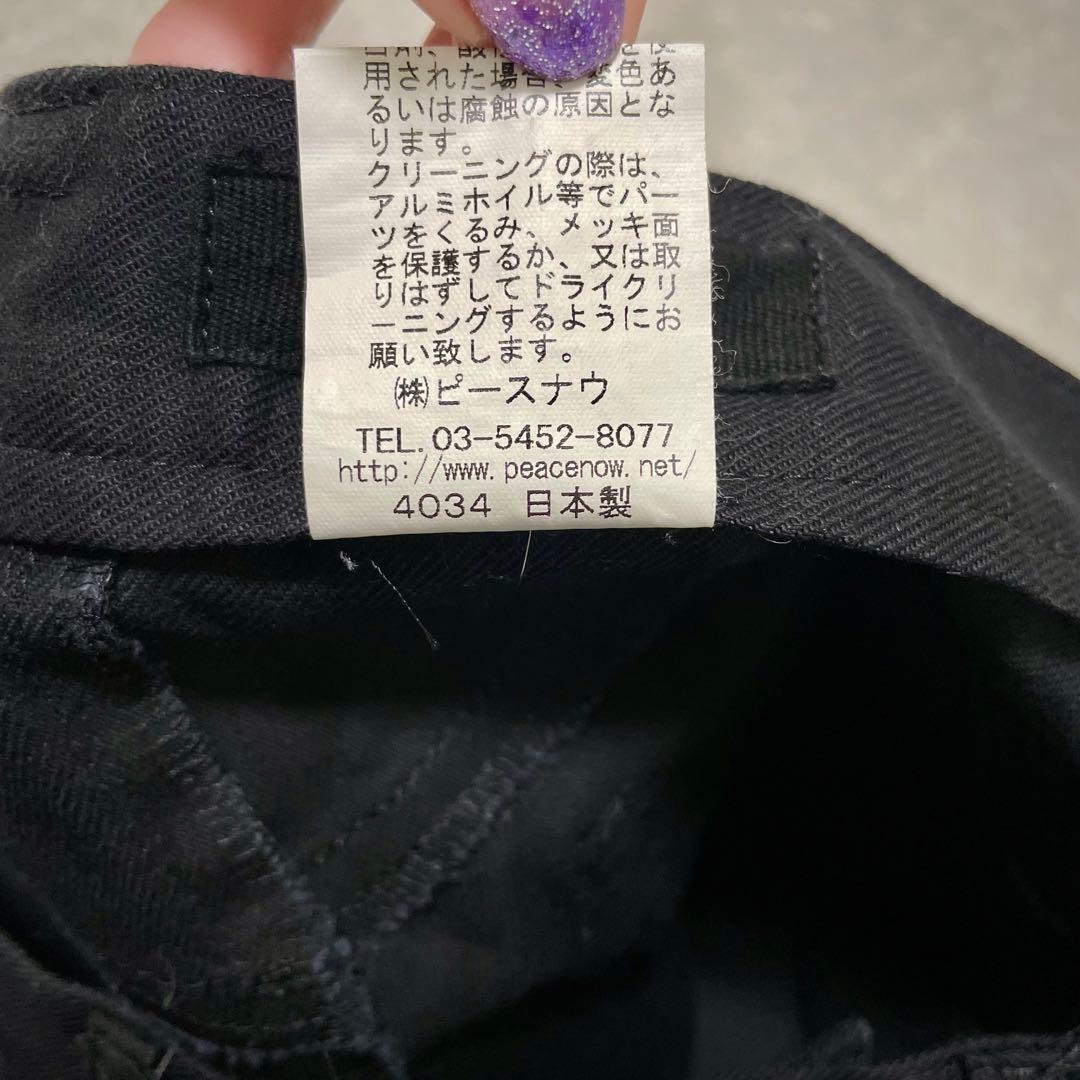 用された場合、変色あ
るいは腐蝕の原因とな
ります。
クリーニングの際は、
アルミホイル等でパー
ツをくるみ、メッキ面
を保護するか、又は取
りはずしてドライクリ
ーニングするようにお
願い致します。
㈱ピースナウ
TEL.03-5452-8077
http://www.peacenow.net/
4034 日本製